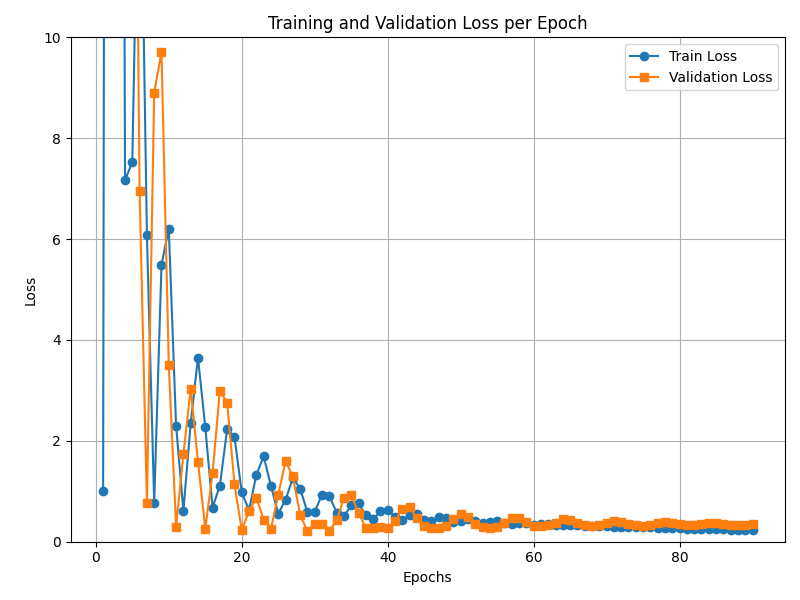 Training and Validation Loss per Epoch
Train Loss
Validation Loss
Loss
10
8
6
4
2
0
0 20 40 60 80
Epochs